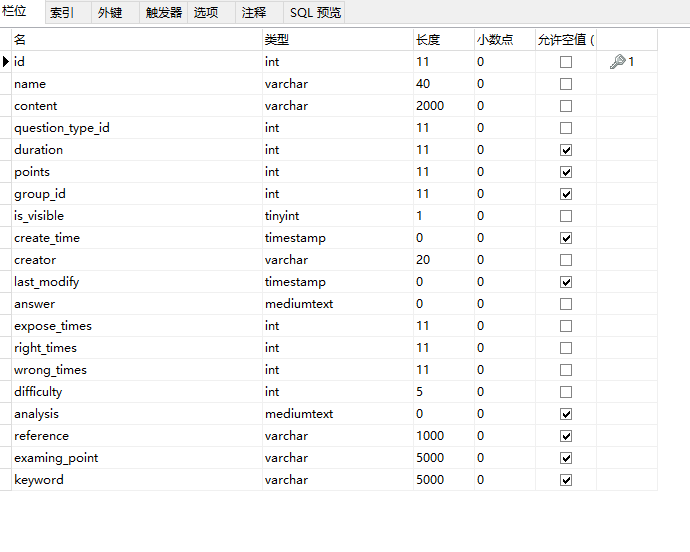 栏位 索引 外键 触发器 选项 注释 SQL 预览
名 类型 长度 小数点 允许空值 (
id int 11 0 1
name varchar 40 0
content varchar 2000 0
question_type_id int 11 0
duration int 11 0
points int 11 0
group_id int 11 0
is_visible tinyint 1 0
create_time timestamp 0 0
creator varchar 20 0
last_modify timestamp 0 0
answer mediumtext 0 0
expose_times int 11 0
right_times int 11 0
wrong_times int 11 0
difficulty int 5 0
analysis mediumtext 0 0
reference varchar 1000 0
examing_point varchar 5000 0
keyword varchar 5000 0